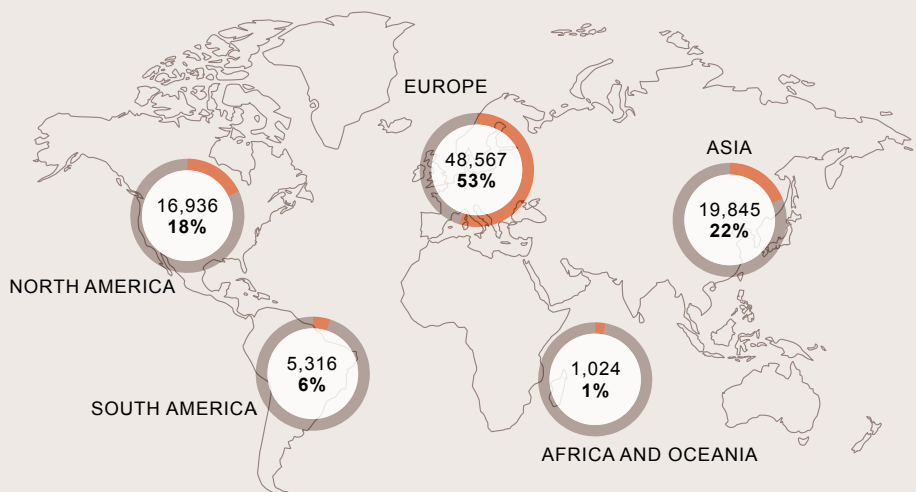 EUROPE
48,567
53%
ASIA
19,845
22%
16,936
18%
NORTH AMERICA
5,316
6%
SOUTH AMERICA
1,024
1%
AFRICA AND OCEANIA